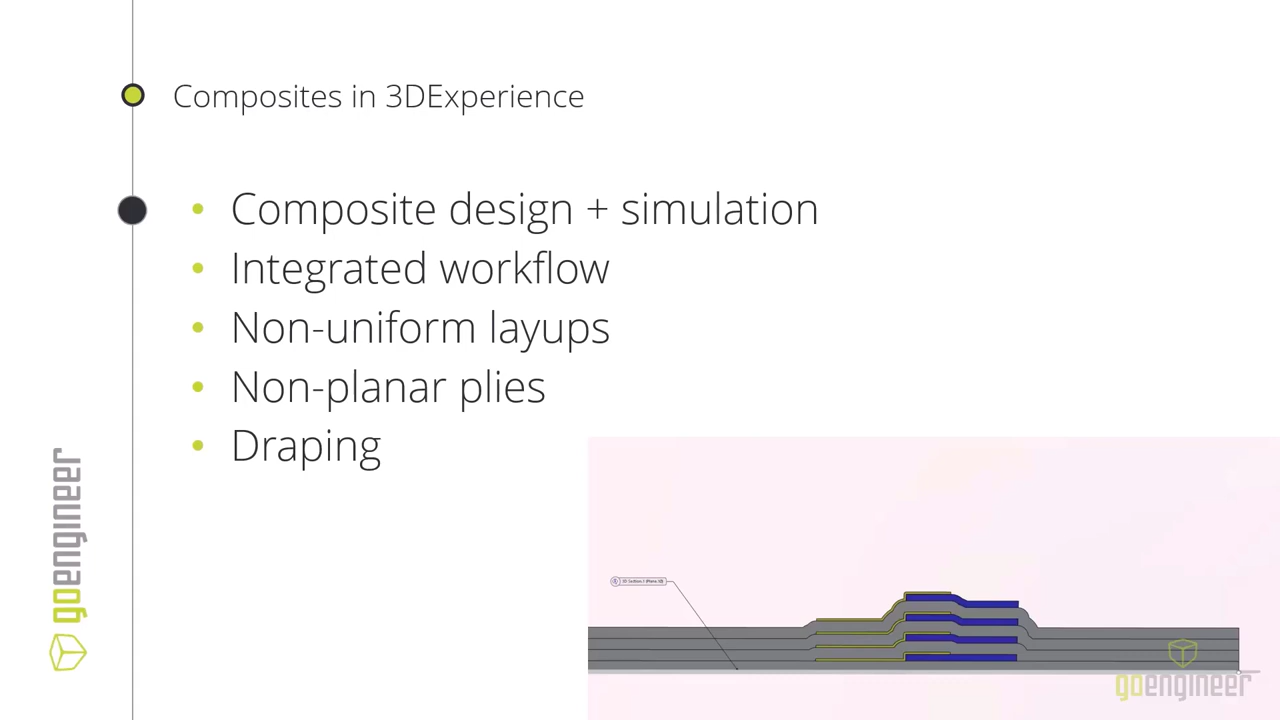 Composites in 3DExperience
• Composite design + simulation
• Integrated workflow
• Non-uniform layups
• Non-planar plies
• Draping
goengineer
goengineer